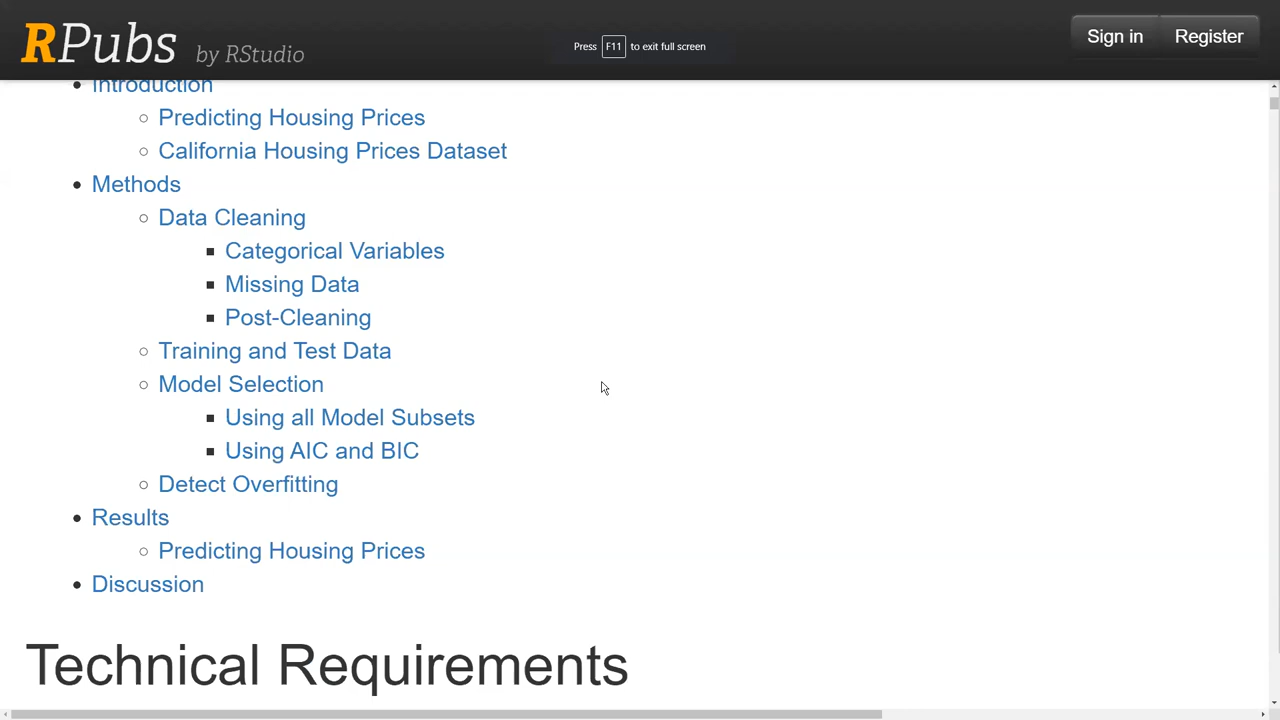 RPubs by RStudio
Press F11 to exit full screen
Sign in Register
Introduction
Predicting Housing Prices
California Housing Prices Dataset
Methods
Data Cleaning
Categorical Variables
Missing Data
Post-Cleaning
Training and Test Data
Model Selection
Using all Model Subsets
Using AIC and BIC
Detect Overfitting
Results
Predicting Housing Prices
Discussion
Technical Requirements